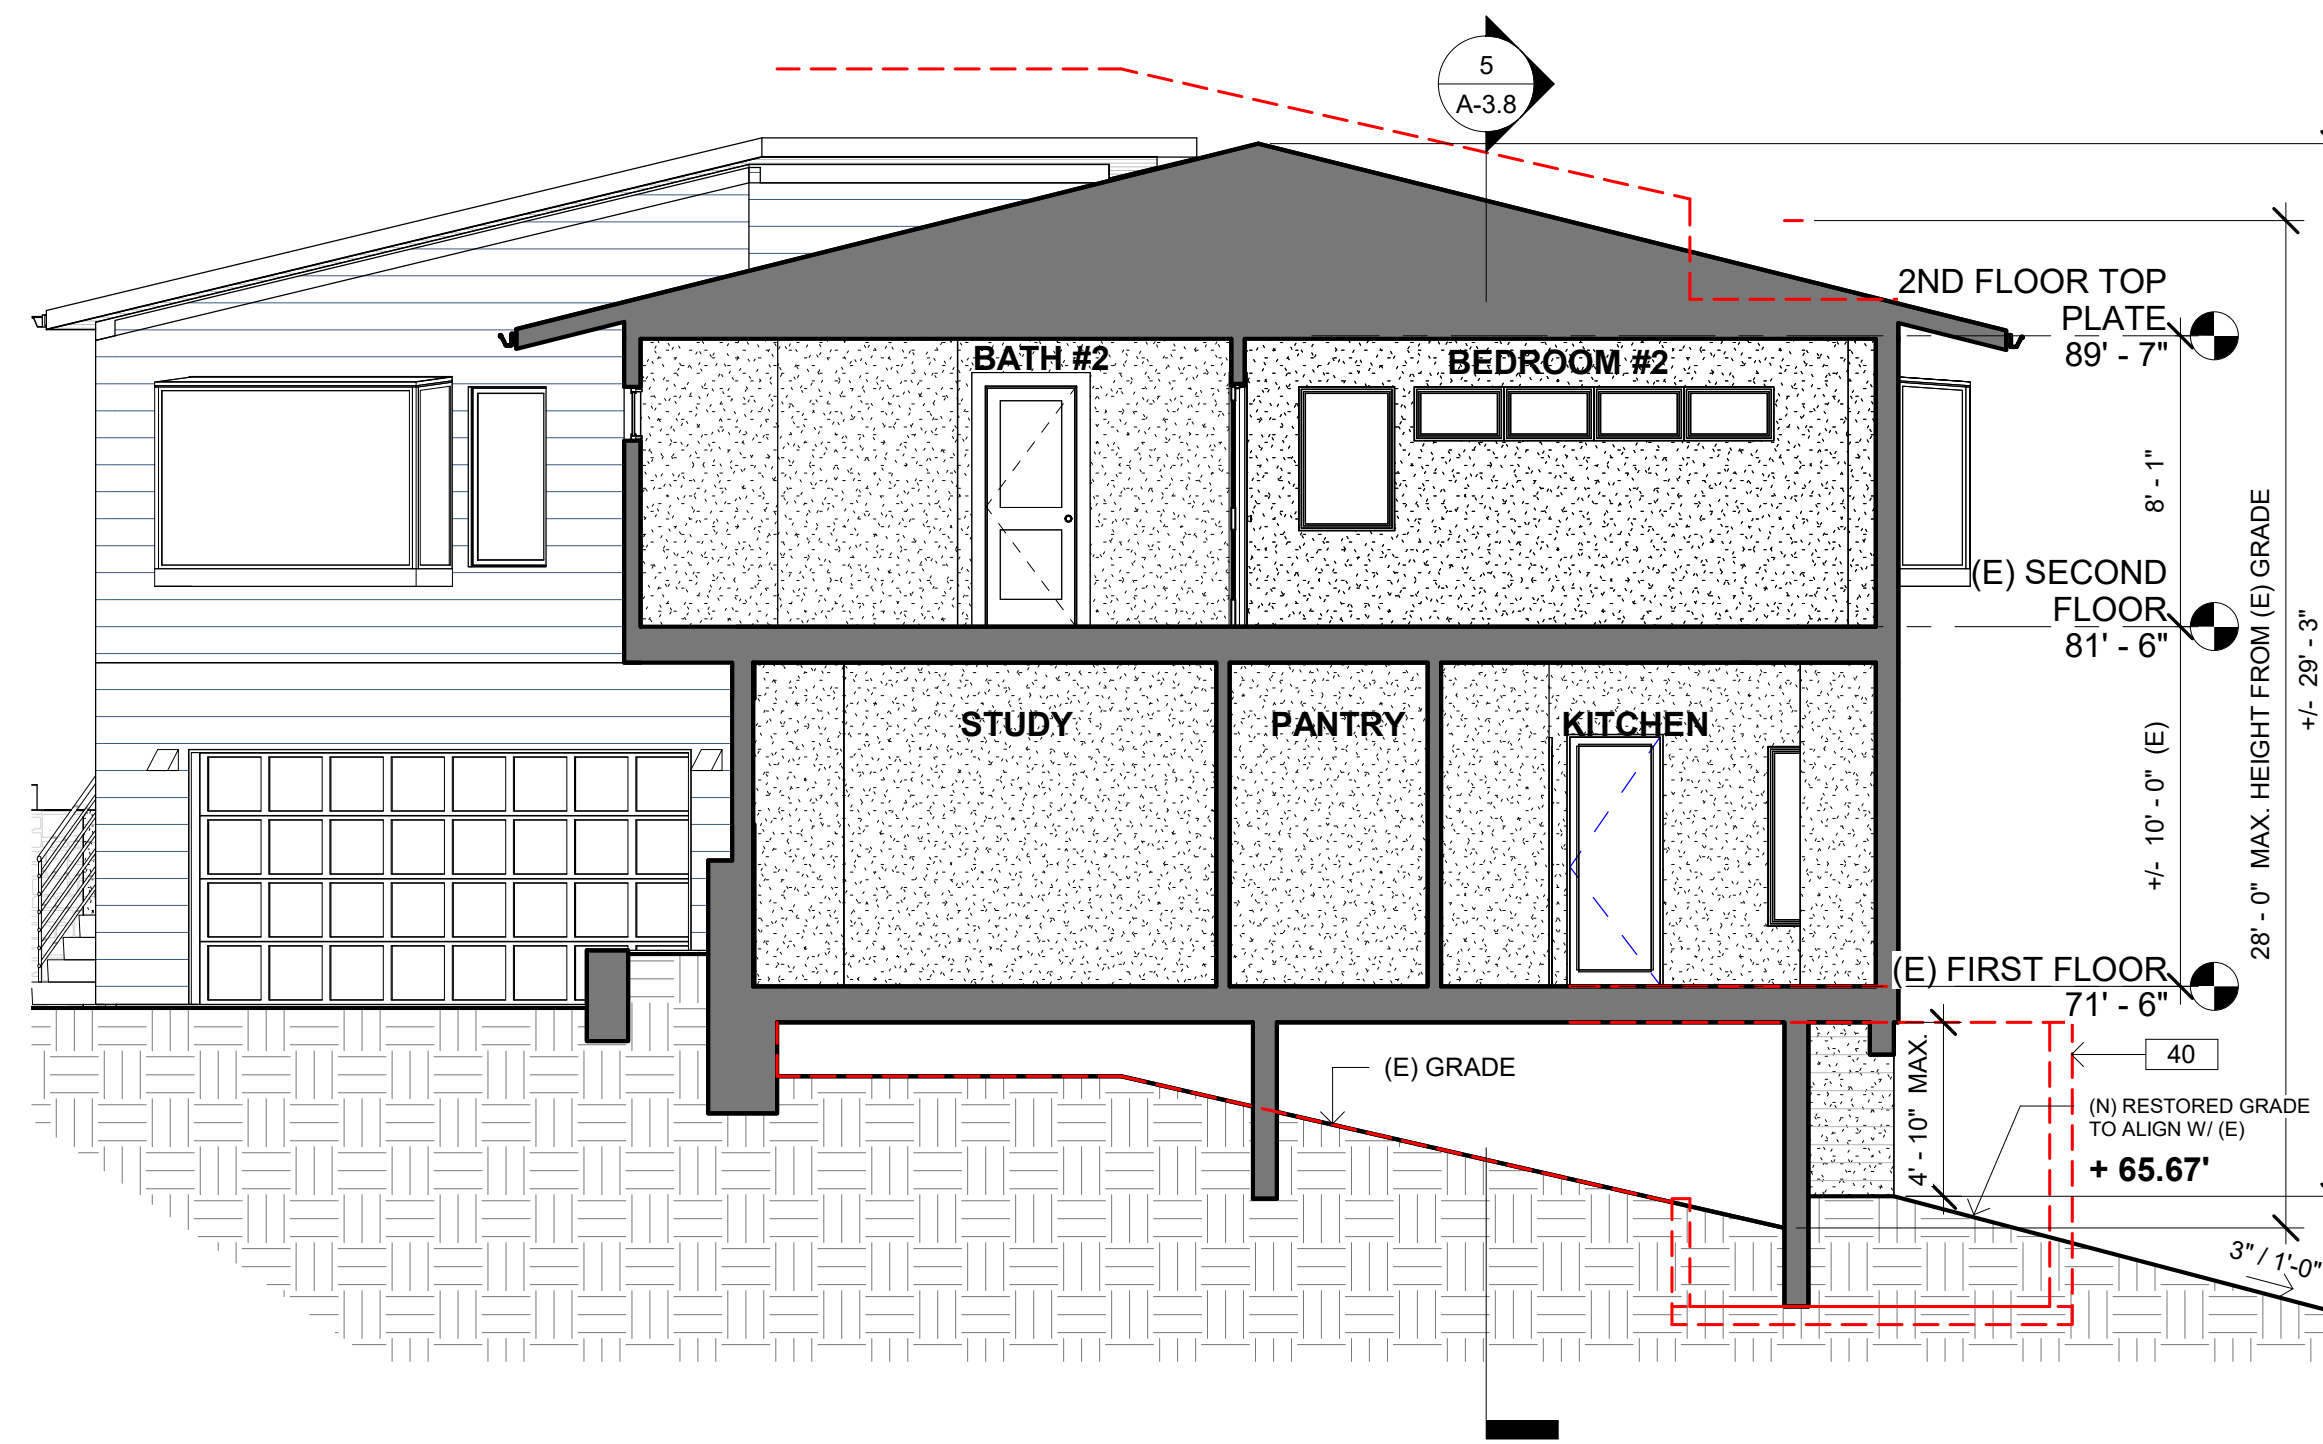 5
A-3.8
2ND FLOOR TOP
PLATE
89' - 7"
BATH #2
BEDROOM #2
8' - 1"
(E) SECOND
FLOOR
81' - 6"
28' - 0" MAX. HEIGHT FROM (E) GRADE
+/- 29' - 3"
STUDY
PANTRY
KITCHEN
+/- 10' - 0" (E)
(E) FIRST FLOOR
71' - 6"
(E) GRADE
4' - 10" MAX.
40
(N) RESTORED GRADE
TO ALIGN W/ (E)
+ 65.67'
3" / 1'-0"